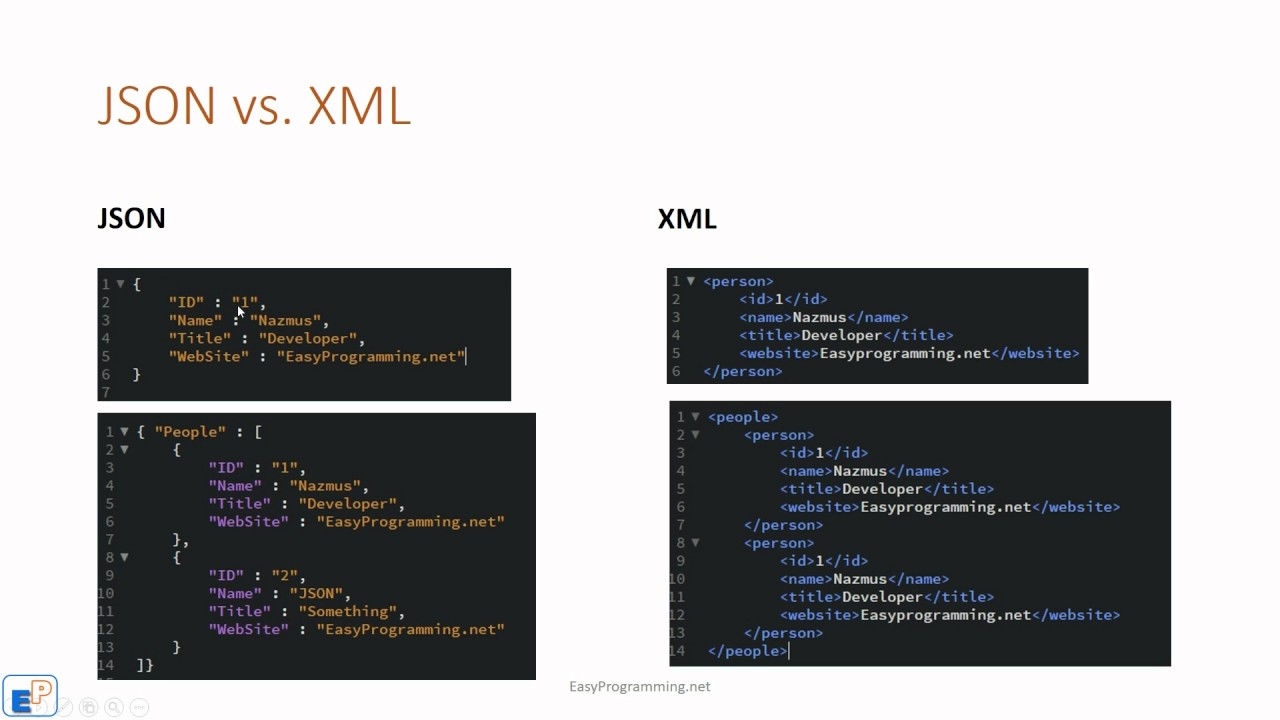 JSON vs. XML
JSON
1 {
2 "ID" : "1",
3 "Name" : "Nazmus",
4 "Title" : "Developer",
5 "WebSite" : "EasyProgramming.net"
6 }
7
1 { "People" : [
2 {
3 "ID" : "1",
4 "Name" : "Nazmus",
5 "Title" : "Developer",
6 "WebSite" : "EasyProgramming.net"
7 },
8 {
9 "ID" : "2",
10 "Name" : "JSON",
11 "Title" : "Something",
12 "WebSite" : "EasyProgramming.net"
13 }
14 ]}
XML
1 <person>
2 <id>1</id>
3 <name>Nazmus</name>
4 <title>Developer</title>
5 <website>Easyprogramming.net</website>
6 </person>
1 <people>
2 <person>
3 <id>1</id>
4 <name>Nazmus</name>
5 <title>Developer</title>
6 <website>Easyprogramming.net</website>
7 </person>
8 <person>
9 <id>1</id>
10 <name>Nazmus</name>
11 <title>Developer</title>
12 <website>Easyprogramming.net</website>
13 </person>
14 </people>
EP
EasyProgramming.net